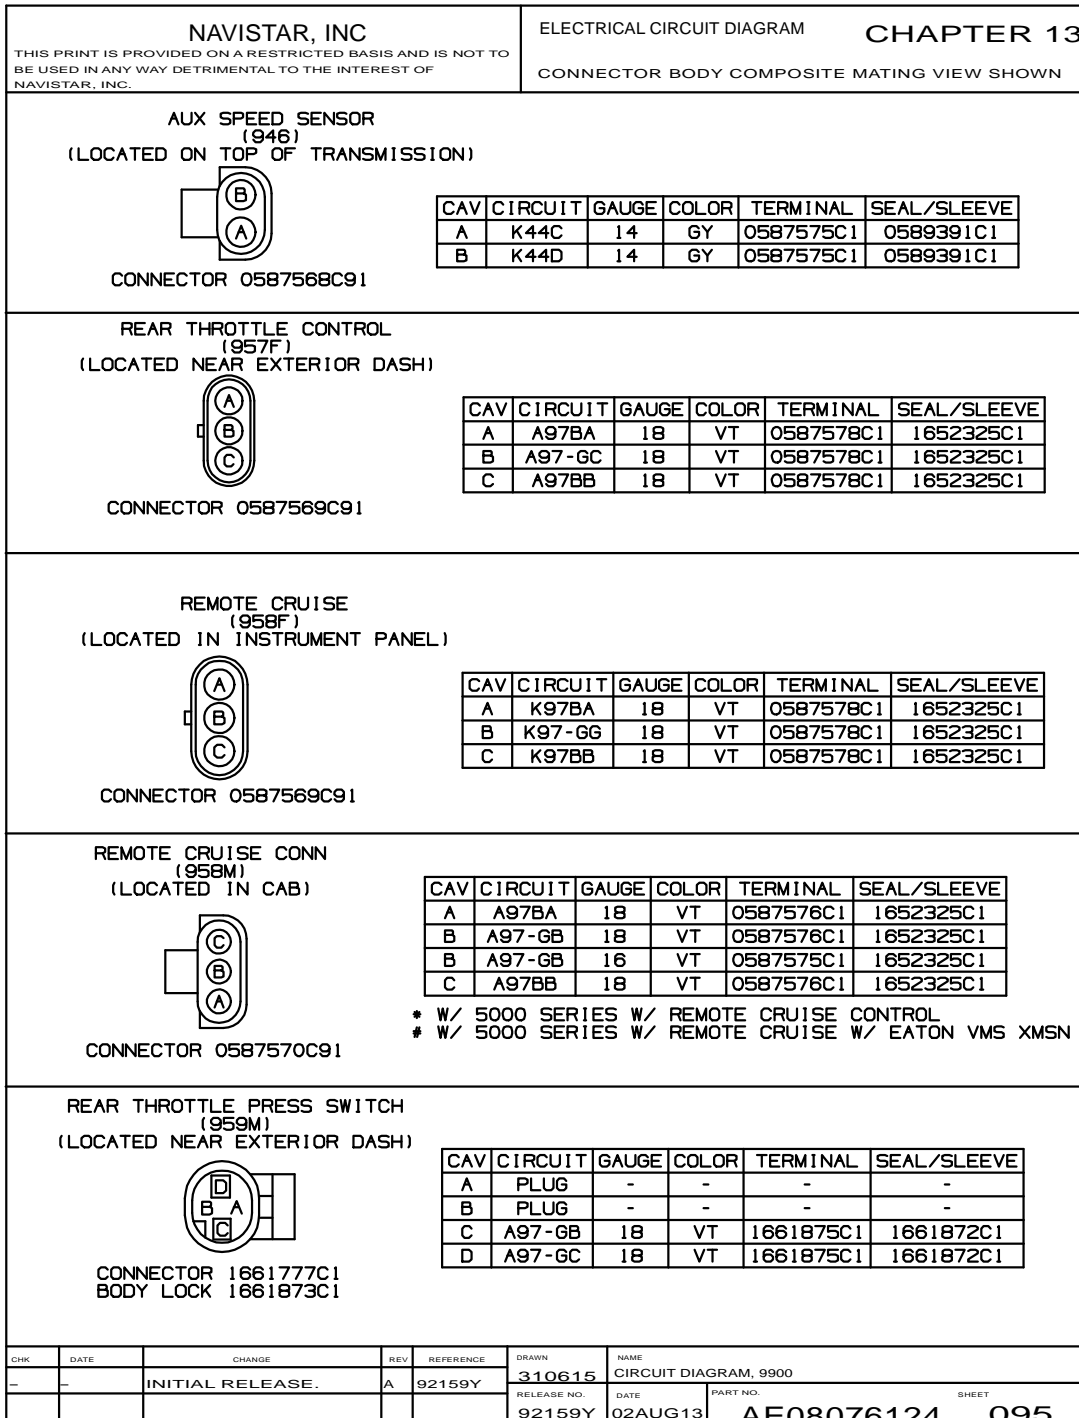 NAVISTAR, INC
THIS PRINT IS PROVIDED ON A RESTRICTED BASIS AND IS NOT TO
BE USED IN ANY WAY DETRIMENTAL TO THE INTEREST OF
NAVISTAR, INC.
ELECTRICAL CIRCUIT DIAGRAM CHAPTER 13
CONNECTOR BODY COMPOSITE MATING VIEW SHOWN
AUX SPEED SENSOR
(946)
(LOCATED ON TOP OF TRANSMISSION)
B
A
CONNECTOR 0587568C91
CAV CIRCUIT GAUGE COLOR TERMINAL SEAL/SLEEVE
A K44C 14 GY 0587575C1 0589391C1
B K44D 14 GY 0587575C1 0589391C1
REAR THROTTLE CONTROL
(957F)
(LOCATED NEAR EXTERIOR DASH)
A
B
C
CONNECTOR 0587569C91
CAV CIRCUIT GAUGE COLOR TERMINAL SEAL/SLEEVE
A A97BA 18 VT 0587578C1 1652325C1
B A97-GC 18 VT 0587578C1 1652325C1
C A97BB 18 VT 0587578C1 1652325C1
REMOTE CRUISE
(958F)
(LOCATED IN INSTRUMENT PANEL)
A
B
C
CONNECTOR 0587569C91
CAV CIRCUIT GAUGE COLOR TERMINAL SEAL/SLEEVE
A K97BA 18 VT 0587578C1 1652325C1
B K97-GG 18 VT 0587578C1 1652325C1
C K97BB 18 VT 0587578C1 1652325C1
REMOTE CRUISE CONN
(958M)
(LOCATED IN CAB)
C
B
A
CONNECTOR 0587570C91
CAV CIRCUIT GAUGE COLOR TERMINAL SEAL/SLEEVE
A A97BA 18 VT 0587576C1 1652325C1
B A97-GB 18 VT 0587576C1 1652325C1
B A97-GB 16 VT 0587575C1 1652325C1
C A97BB 18 VT 0587576C1 1652325C1
* W/ 5000 SERIES W/ REMOTE CRUISE CONTROL
# W/ 5000 SERIES W/ REMOTE CRUISE W/ EATON VMS XMSN
REAR THROTTLE PRESS SWITCH
(959M)
(LOCATED NEAR EXTERIOR DASH)
D
B A
C
CONNECTOR 1661777C1
BODY LOCK 1661873C1
CAV CIRCUIT GAUGE COLOR TERMINAL SEAL/SLEEVE
A PLUG - - - -
B PLUG - - - -
C A97-GB 18 VT 1661875C1 1661872C1
D A97-GC 18 VT 1661875C1 1661872C1
CHK DATE CHANGE REV REFERENCE
– – INITIAL RELEASE. A 92159Y
DRAWN
310615
NAME
CIRCUIT DIAGRAM, 9900
RELEASE NO.
92159Y
DATE
02AUG13
PART NO.
AE08076124
SHEET
095